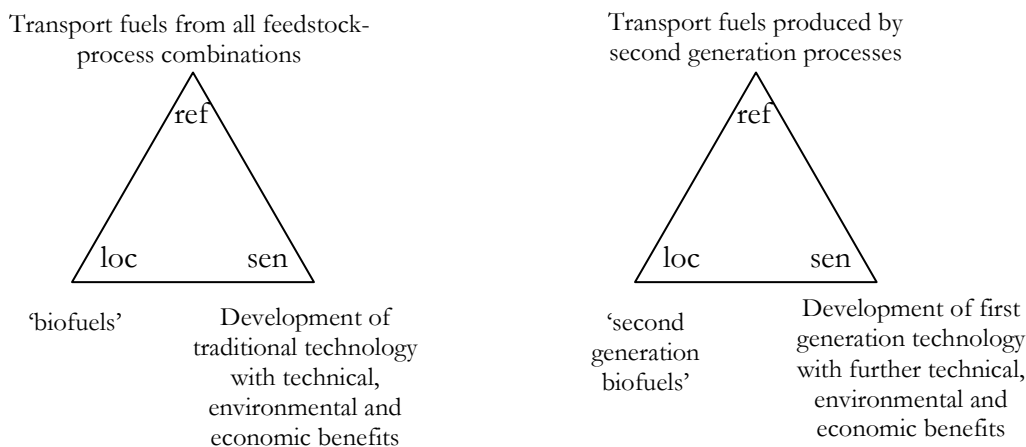 Transport fuels from all feedstock-
process combinations
ref
loc
sen
‘biofuels’
Development of
traditional technology
with technical,
environmental and
economic benefits
Transport fuels produced by
second generation processes
ref
loc
sen
‘second
generation
biofuels’
Development of first
generation technology
with further technical,
environmental and
economic benefits